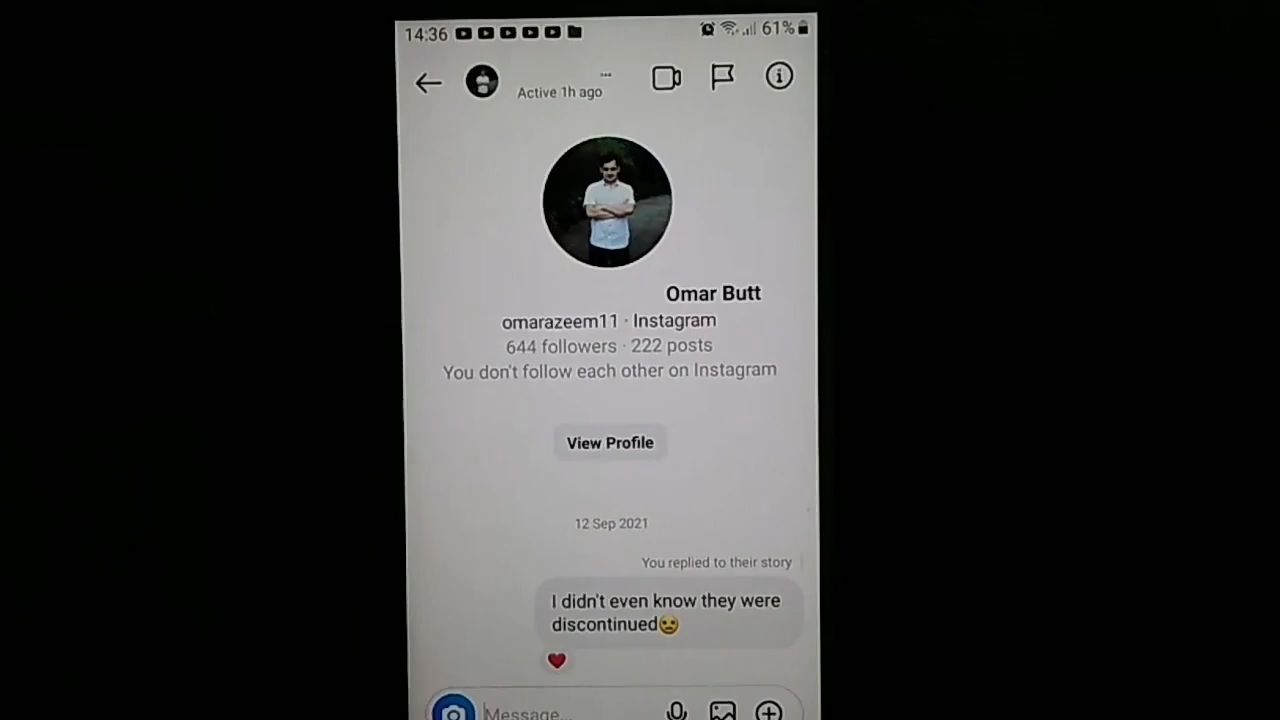 14:36 61%
...
Active 1h ago
Omar Butt
omarazeem11 · Instagram
644 followers · 222 posts
You don't follow each other on Instagram
View Profile
12 Sep 2021
You replied to their story
I didn't even know they were
discontinued😢
Message...